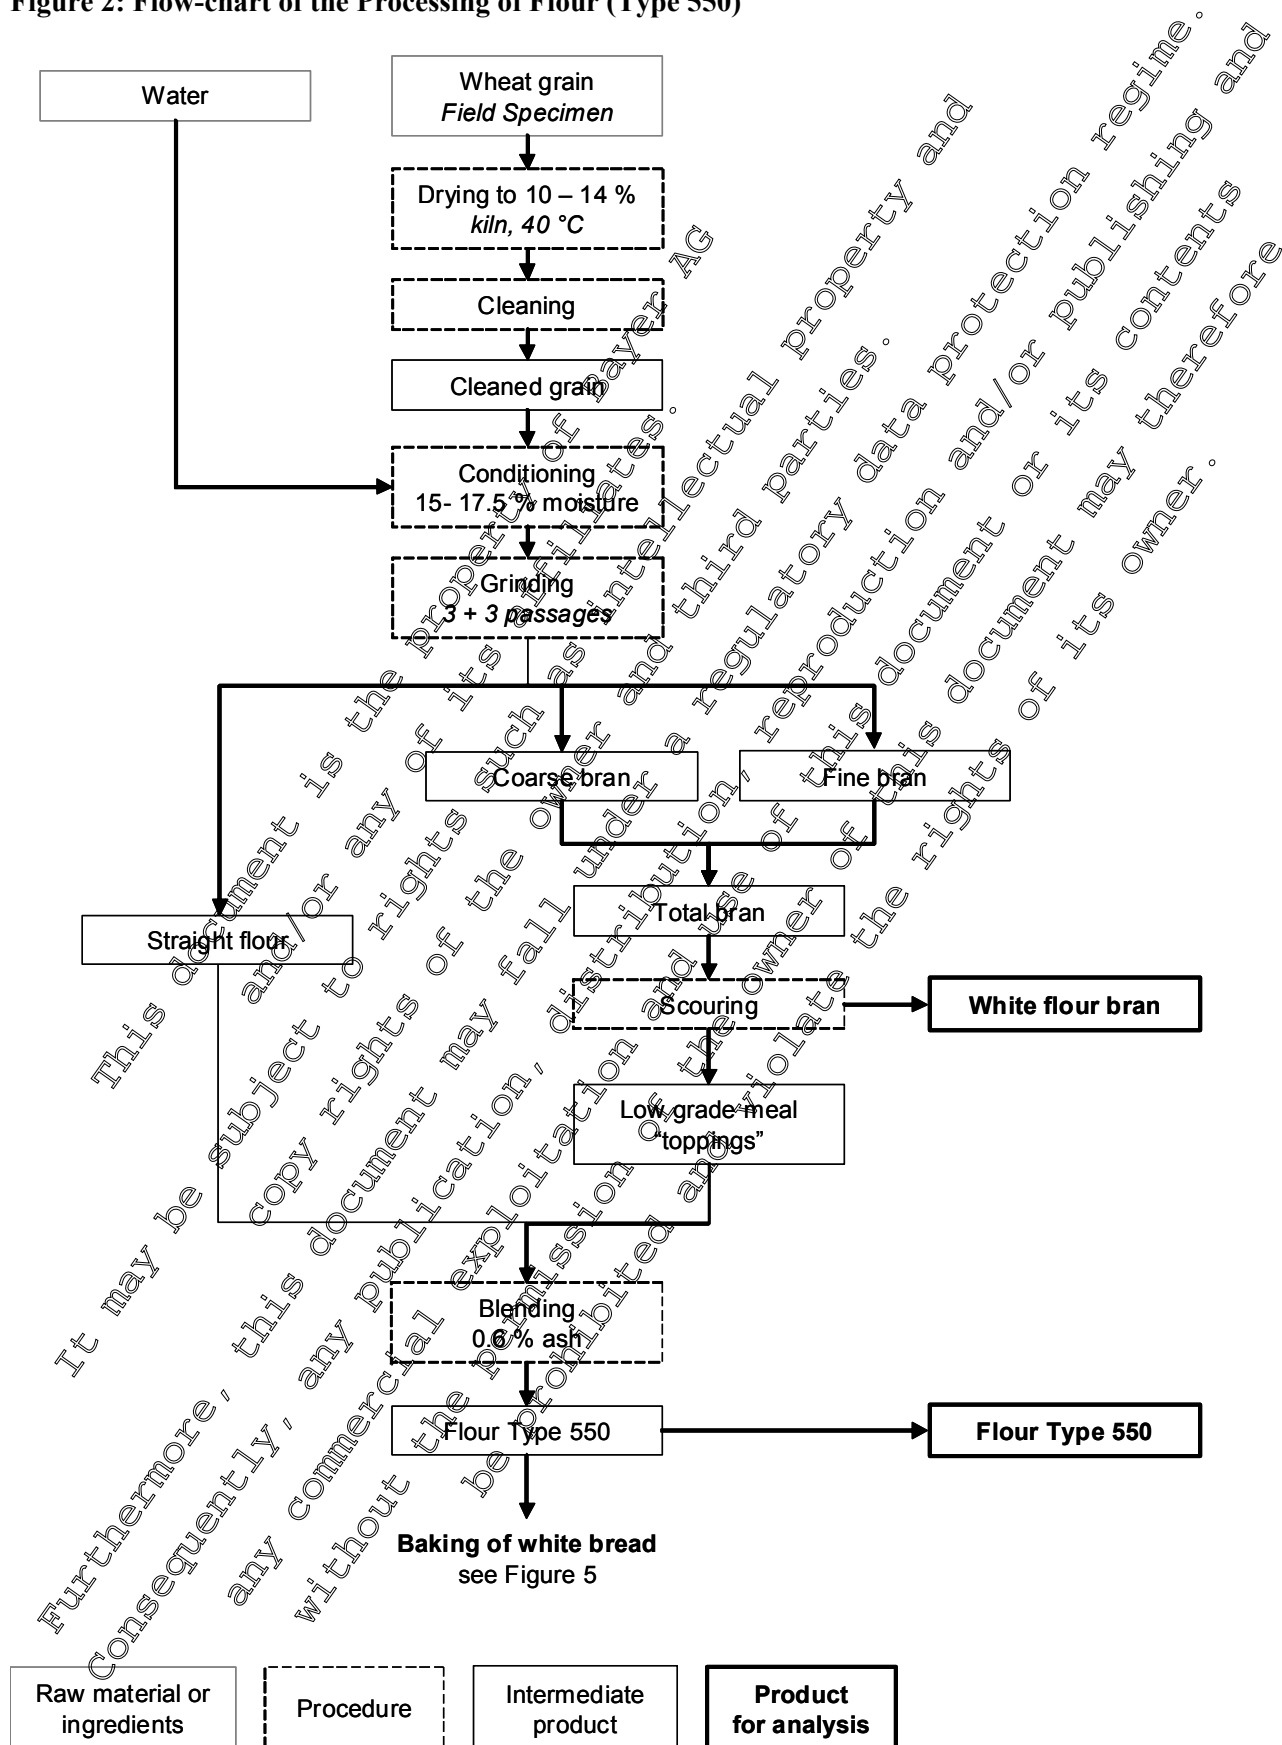 Figure 2: Flow-chart of the Processing of Flour (Type 550)
Water
Wheat grain
Field Specimen
Drying to 10 – 14 %
kiln, 40 °C
Cleaning
Cleaned grain
Conditioning
15- 17.5 % moisture
Grinding
3 + 3 passages
Coarse bran
Fine bran
Total bran
Straight flour
Scouring
White flour bran
Low grade meal
“toppings”
Blending
0.6 % ash
Flour Type 550
Flour Type 550
Baking of white bread
see Figure 5
Raw material or
ingredients
Procedure
Intermediate
product
Product
for analysis
This document is the property of Bayer AG
and/or any of its affiliates.
It may be subject to rights such as intellectual property and
copy rights of the owner and third parties.
Furthermore, this document may fall under a regulatory data protection regime.
Consequently, any publication, distribution, reproduction and/or publishing and
any commercial exploitation and use of this document or its contents
without the permission of the owner of this document may therefore
be prohibited and violate the rights of its owner.